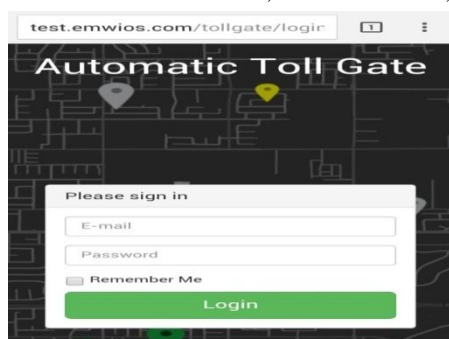 test.emwios.com/tollgate/login
1
Automatic Toll Gate
Please sign in
E-mail
Password
Remember Me
Login